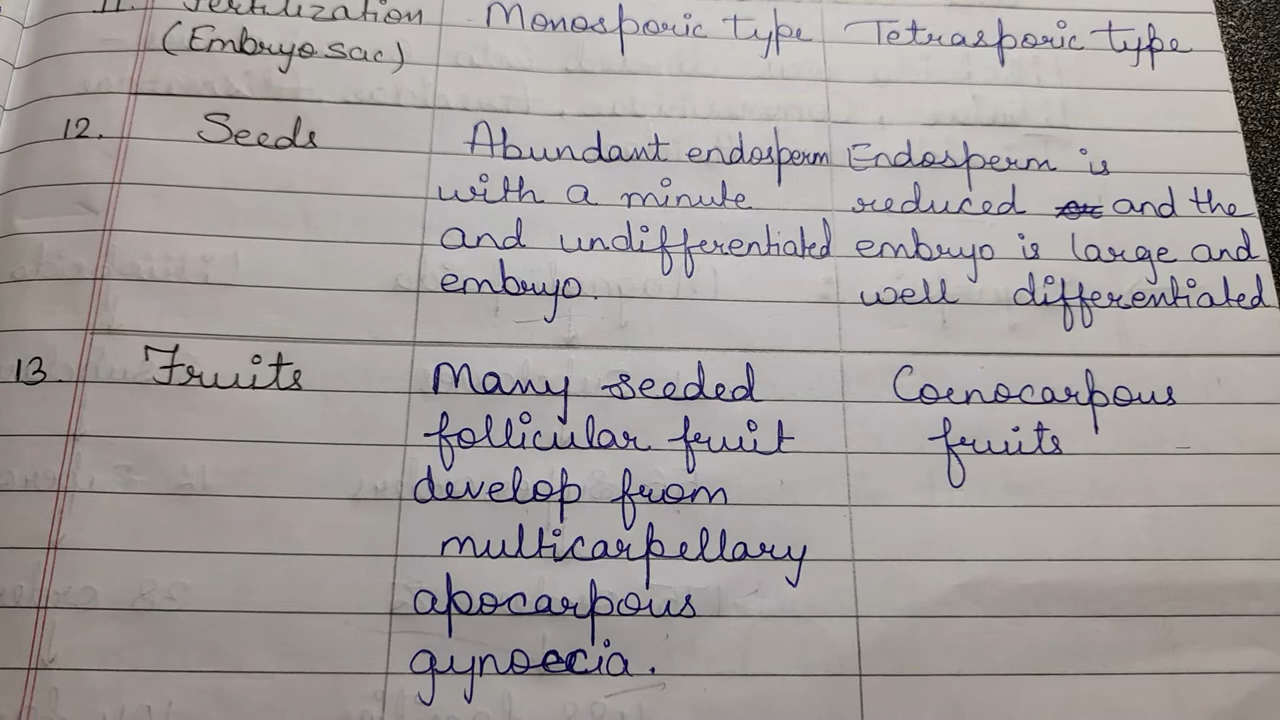 11. Fertilization Monosporic type Tetrasporic type
(Embryo sac)
12. Seeds Abundant endosperm Endosperm is
with a minute reduced and the
and undifferentiated embryo is large and
embryo. well differentiated
13 Fruits Many seeded Coenocarpous
follicular fruit fruits
develop from
multicarpellary
apocarpous
gynoecia.